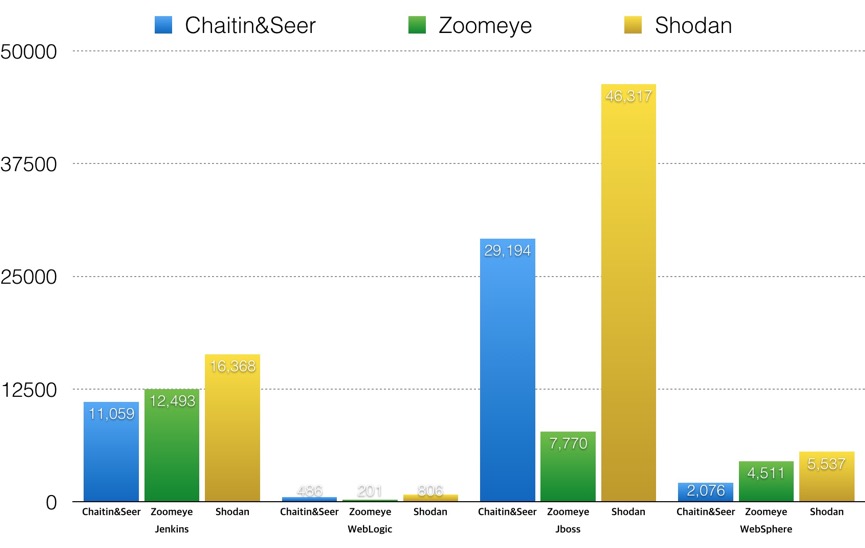 Chaitin&Seer Zoomeye Shodan
50000
37500
25000
12500
0
11,059 12,493 16,368
486 201 806
29,194 7,770 46,317
2,076 4,511 5,537
Chaitin&Seer Zoomeye Shodan Chaitin&Seer Zoomeye Shodan Chaitin&Seer Zoomeye Shodan Chaitin&Seer Zoomeye Shodan
Jenkins WebLogic Jboss WebSphere